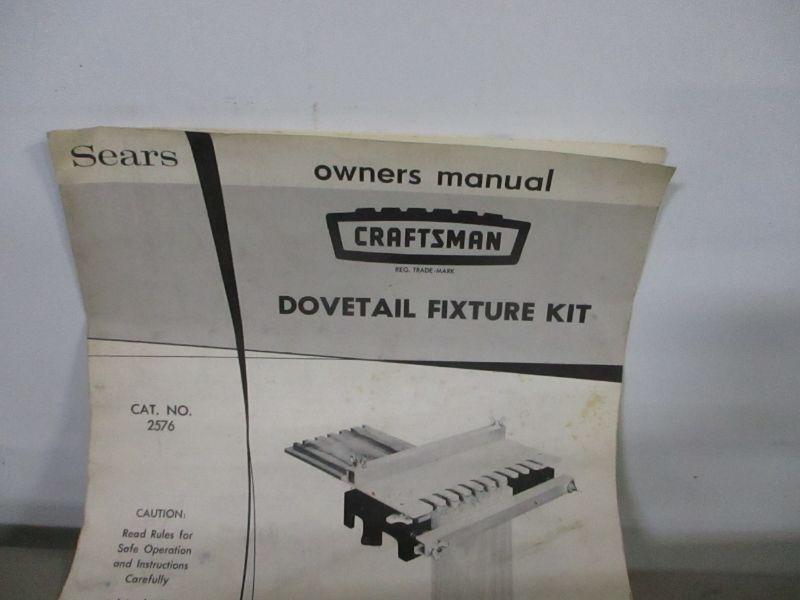 Sears
owners manual
CRAFTSMAN
REG. TRADE-MARK
DOVETAIL FIXTURE KIT
CAT. NO.
2576
CAUTION:
Read Rules for
Safe Operation
and Instructions
Carefully